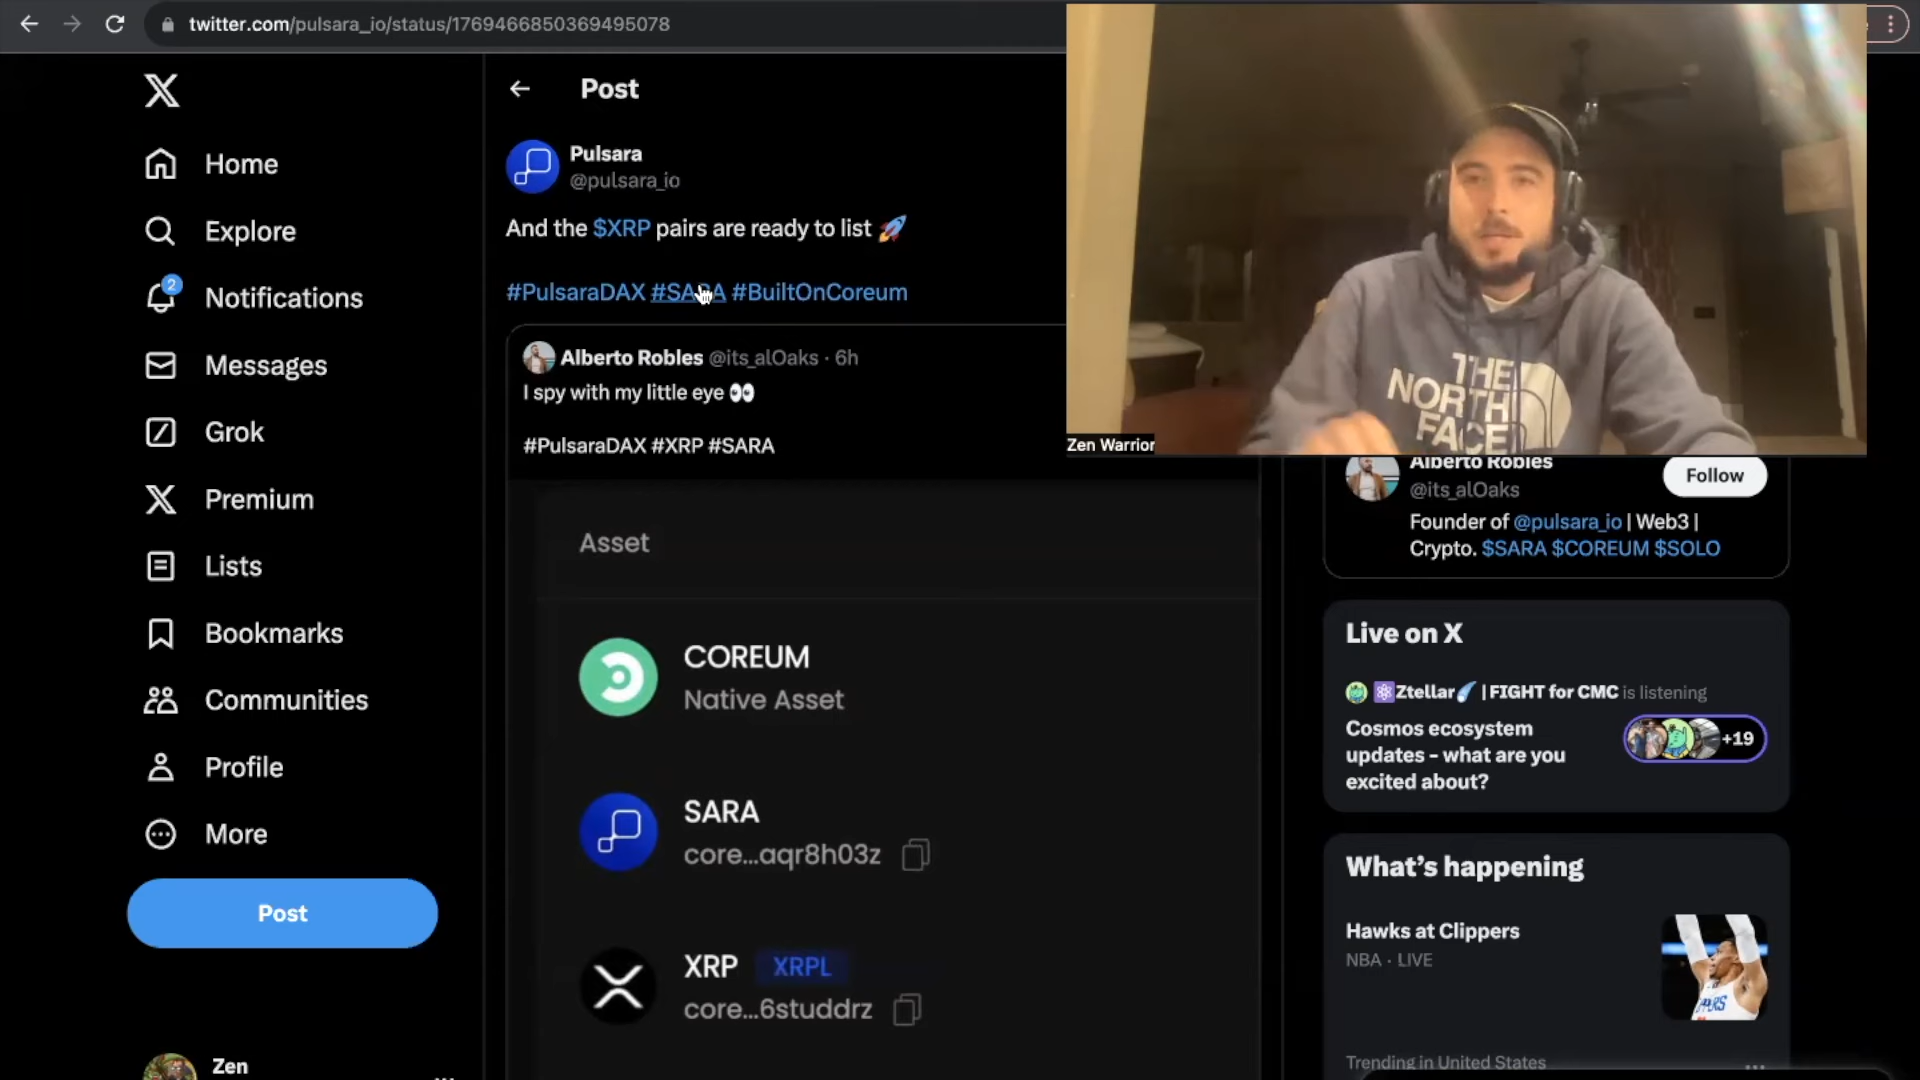 twitter.com/pulsara_io/status/1769466850369495078
Home
Explore
2
Notifications
Messages
Grok
Premium
Lists
Bookmarks
Communities
Profile
More
Post
Zen
Post
Pulsara
@pulsara_io
And the $XRP pairs are ready to list 🚀
#PulsaraDAX #SARA #BuiltOnCoreum
Alberto Robles @its_alOaks · 6h
I spy with my little eye 👀
#PulsaraDAX #XRP #SARA
Asset
COREUM
Native Asset
SARA
core...aqr8h03z
XRP XRPL
core...6studdrz
THE
NORTH
FACE
Zen Warrior
Alberto Robles
@its_alOaks
Follow
Founder of @pulsara_io | Web3 |
Crypto. $SARA $COREUM $SOLO
Live on X
Ztellar | FIGHT for CMC is listening
Cosmos ecosystem
updates – what are you
excited about?
+19
What's happening
Hawks at Clippers
NBA · LIVE
Trending in United States